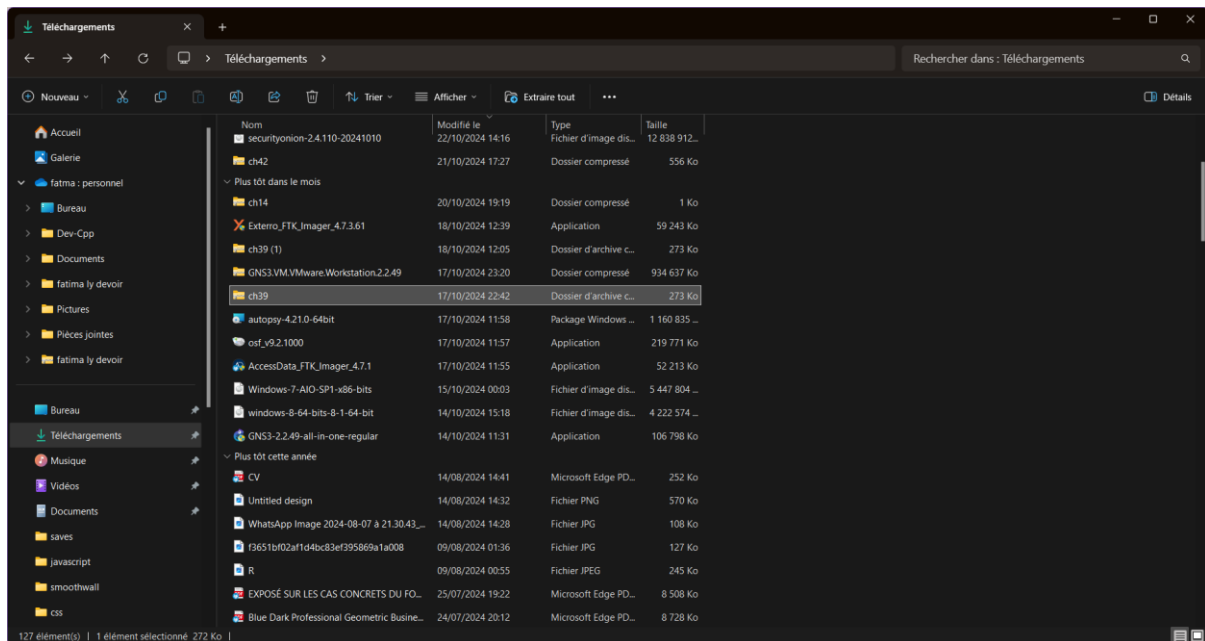 Téléchargements
Téléchargements
Rechercher dans : Téléchargements
Nouveau
Trier
Afficher
Extraire tout
Détails
Accueil
Galerie
fatma : personnel
Bureau
Dev-Cpp
Documents
fatima ly devoir
Pictures
Pièces jointes
fatima ly devoir
Bureau
Téléchargements
Musique
Vidéos
Documents
saves
javascript
smoothwall
css
Nom Modifié le Type Taille
securityonion-2.4.110-20241010 22/10/2024 14:16 Fichier d'image dis... 12 838 912...
ch42 21/10/2024 17:27 Dossier compressé 556 Ko
Plus tôt dans le mois
ch14 20/10/2024 19:19 Dossier compressé 1 Ko
Exterro_FTK_Imager_4.7.3.61 18/10/2024 12:39 Application 59 243 Ko
ch39 (1) 18/10/2024 12:05 Dossier d'archive c... 273 Ko
GNS3.VM.VMware.Workstation.2.2.49 17/10/2024 23:20 Dossier compressé 934 637 Ko
ch39 17/10/2024 22:42 Dossier d'archive c... 273 Ko
autopsy-4.21.0-64bit 17/10/2024 11:58 Package Windows ... 1 160 835 ...
osf_v9.2.1000 17/10/2024 11:57 Application 219 771 Ko
AccessData_FTK_Imager_4.7.1 17/10/2024 11:55 Application 52 213 Ko
Windows-7-AIO-SP1-x86-bits 15/10/2024 00:03 Fichier d'image dis... 5 447 804 ...
windows-8-64-bits-8-1-64-bit 14/10/2024 15:18 Fichier d'image dis... 4 222 574 ...
GNS3-2.2.49-all-in-one-regular 14/10/2024 11:31 Application 106 798 Ko
Plus tôt cette année
CV 14/08/2024 14:41 Microsoft Edge PD... 252 Ko
Untitled design 14/08/2024 14:32 Fichier PNG 570 Ko
WhatsApp Image 2024-08-07 à 21.30.43_... 14/08/2024 14:28 Fichier JPG 108 Ko
f3651bf02af1d4bc83ef395869a1a008 09/08/2024 01:36 Fichier JPG 127 Ko
R 09/08/2024 00:55 Fichier JPEG 245 Ko
EXPOSÉ SUR LES CAS CONCRETS DU FO... 25/07/2024 19:22 Microsoft Edge PD... 8 508 Ko
Blue Dark Professional Geometric Busine... 24/07/2024 20:12 Microsoft Edge PD... 8 728 Ko
127 élément(s) | 1 élément sélectionné 272 Ko |